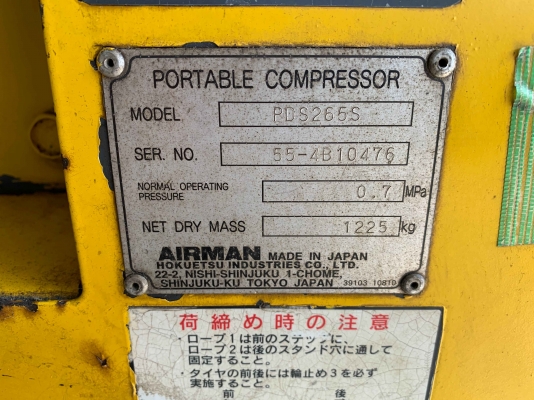 PORTABLE COMPRESSOR
MODEL PDS265S
SER. NO. 55-4B10476
NORMAL OPERATING PRESSURE 0.7 MPa
NET DRY MASS 1225 kg
AIRMAN MADE IN JAPAN
HOKUETSU INDUSTRIES CO., LTD.
22-2, NISHI-SHINJUKU 1-CHOME,
SHINJUKU-KU TOKYO JAPAN 39103 10810
荷締め時の注意
・ロープ1は前のステップに、
ロープ2は後のスタンド穴に通して
固定すること。
・タイヤの前後には輪止め3を必ず
実施すること。
前 後